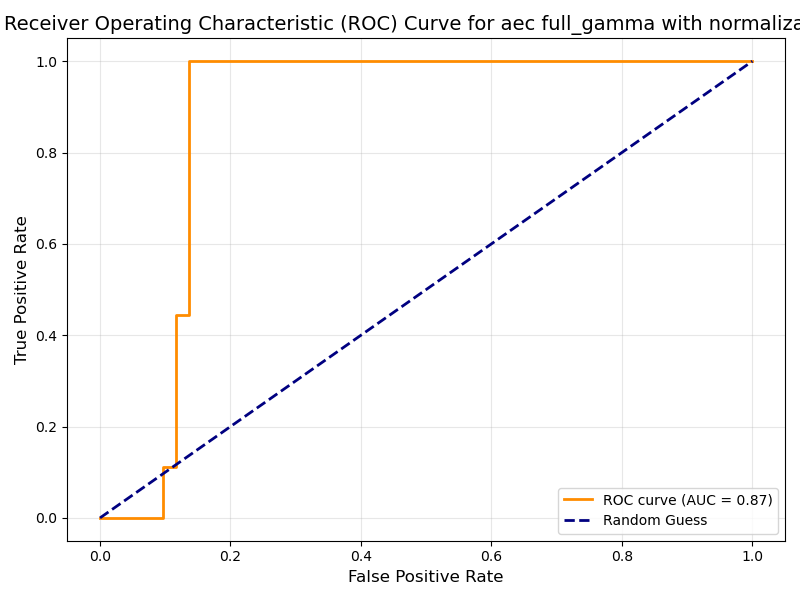 Receiver Operating Characteristic (ROC) Curve for aec full_gamma with normaliza
1.0
0.8
0.6
0.4
0.2
0.0
True Positive Rate
0.0 0.2 0.4 0.6 0.8 1.0
False Positive Rate
ROC curve (AUC = 0.87)
Random Guess